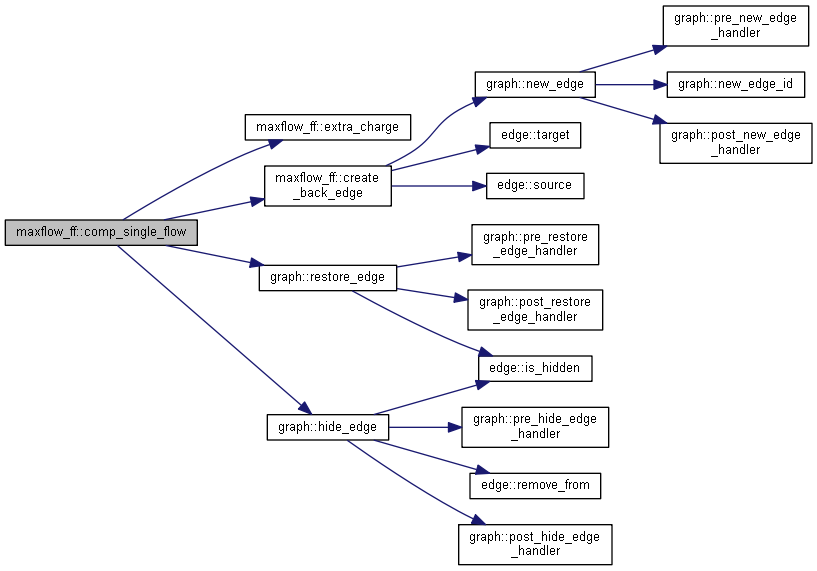 graph::pre_new_edge
_handler
graph::new_edge
graph::new_edge_id
maxflow_ff::extra_charge
edge::target
graph::post_new_edge
_handler
maxflow_ff::create
_back_edge
edge::source
maxflow_ff::comp_single_flow
graph::pre_restore
_edge_handler
graph::restore_edge
graph::post_restore
_edge_handler
edge::is_hidden
graph::hide_edge
graph::pre_hide_edge
_handler
edge::remove_from
graph::post_hide_edge
_handler